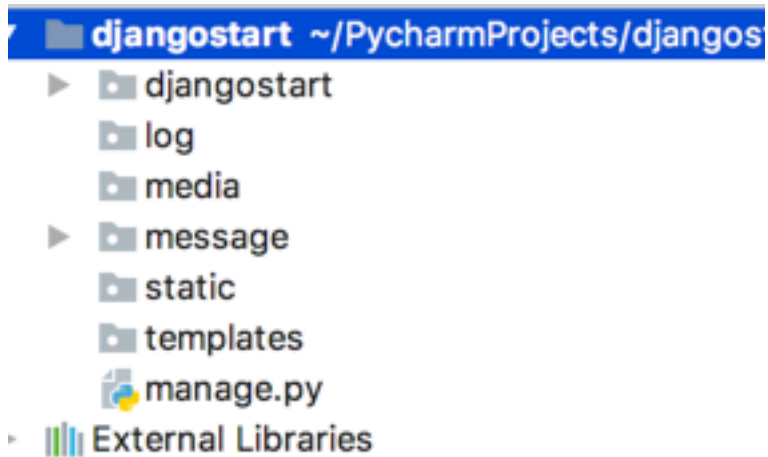 djangostart ~/PycharmProjects/djangos
djangostart
log
media
message
static
templates
manage.py
External Libraries